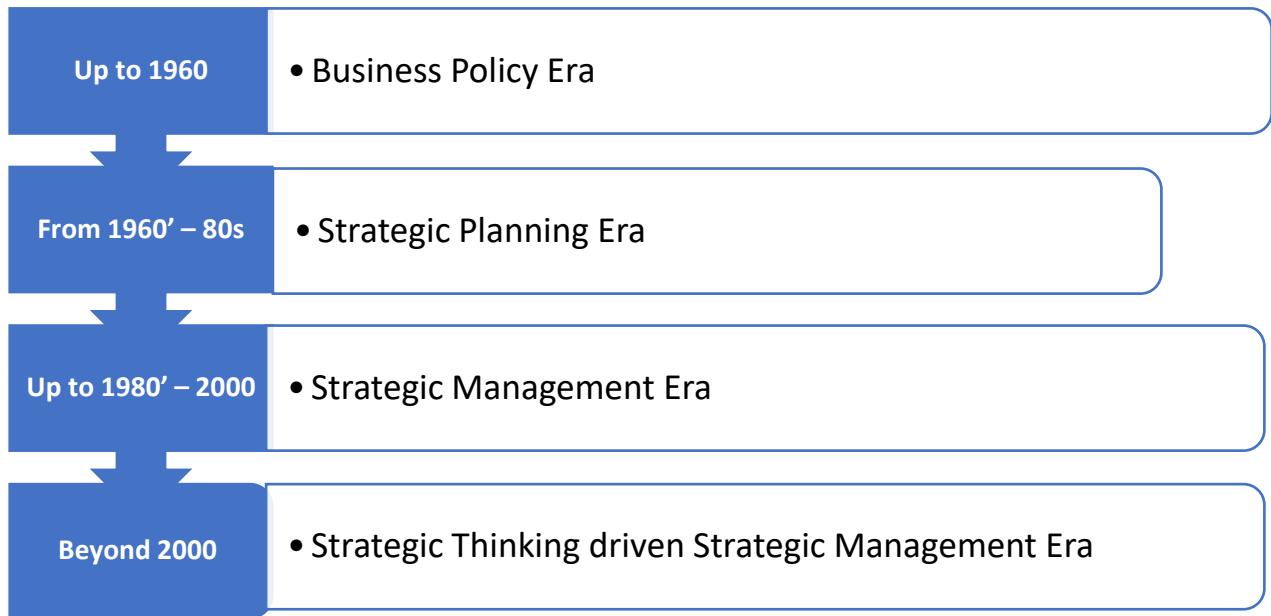 Up to 1960
• Business Policy Era
From 1960’ – 80s
• Strategic Planning Era
Up to 1980’ – 2000
• Strategic Management Era
Beyond 2000
• Strategic Thinking driven Strategic Management Era